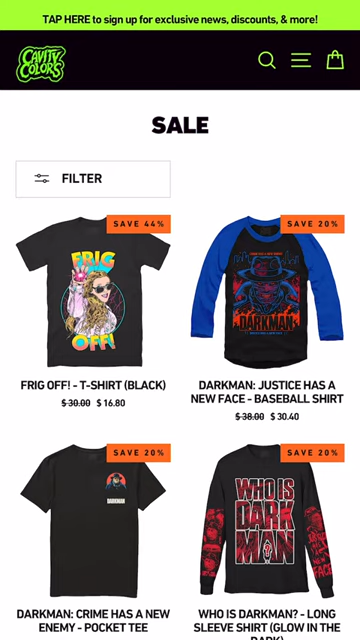 TAP HERE to sign up for exclusive news, discounts, & more!
CAVITY
COLORS
SALE
FILTER
SAVE 44%
SAVE 20%
FRIG
OFF!
DARKMAN
FRIG OFF! - T-SHIRT (BLACK)
$ 30.00 $ 16.80
DARKMAN: JUSTICE HAS A
NEW FACE - BASEBALL SHIRT
$ 38.00 $ 30.40
SAVE 20%
SAVE 20%
DARKMAN
WHO IS
DARK
MAN
DARKMAN: CRIME HAS A NEW
ENEMY - POCKET TEE
WHO IS DARKMAN? - LONG
SLEEVE SHIRT (GLOW IN THE
DARK)